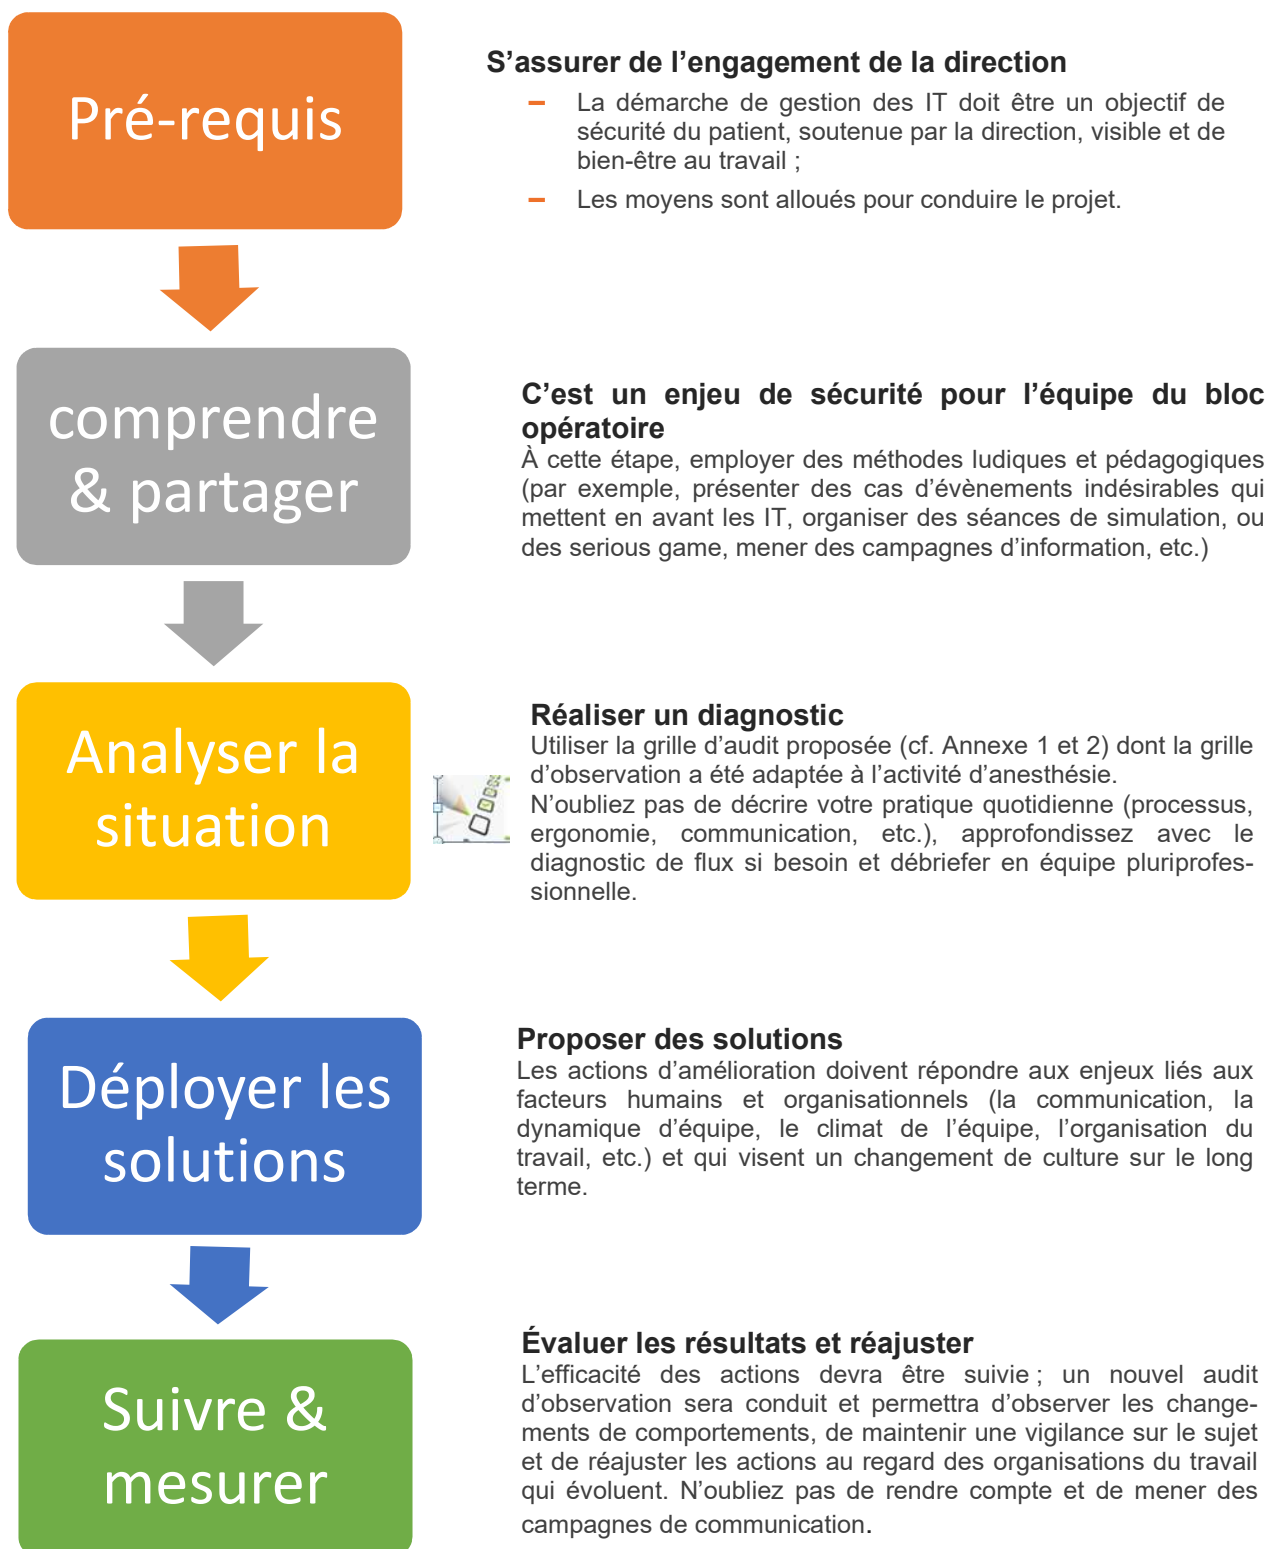 Pré-requis
S’assurer de l’engagement de la direction
– La démarche de gestion des IT doit être un objectif de
sécurité du patient, soutenue par la direction, visible et de
bien-être au travail ;
– Les moyens sont alloués pour conduire le projet.
comprendre
& partager
C’est un enjeu de sécurité pour l’équipe du bloc
opératoire
À cette étape, employer des méthodes ludiques et pédagogiques
(par exemple, présenter des cas d’évènements indésirables qui
mettent en avant les IT, organiser des séances de simulation, ou
des serious game, mener des campagnes d’information, etc.)
Analyser la
situation
Réaliser un diagnostic
Utiliser la grille d’audit proposée (cf. Annexe 1 et 2) dont la grille
d’observation a été adaptée à l’activité d’anesthésie.
N’oubliez pas de décrire votre pratique quotidienne (processus,
ergonomie, communication, etc.), approfondissez avec le
diagnostic de flux si besoin et débriefer en équipe pluriprofes-
sionnelle.
Déployer les
solutions
Proposer des solutions
Les actions d’amélioration doivent répondre aux enjeux liés aux
facteurs humains et organisationnels (la communication, la
dynamique d’équipe, le climat de l’équipe, l’organisation du
travail, etc.) et qui visent un changement de culture sur le long
terme.
Suivre &
mesurer
Évaluer les résultats et réajuster
L’efficacité des actions devra être suivie ; un nouvel audit
d’observation sera conduit et permettra d’observer les change-
ments de comportements, de maintenir une vigilance sur le sujet
et de réajuster les actions au regard des organisations du travail
qui évoluent. N’oubliez pas de rendre compte et de mener des
campagnes de communication.